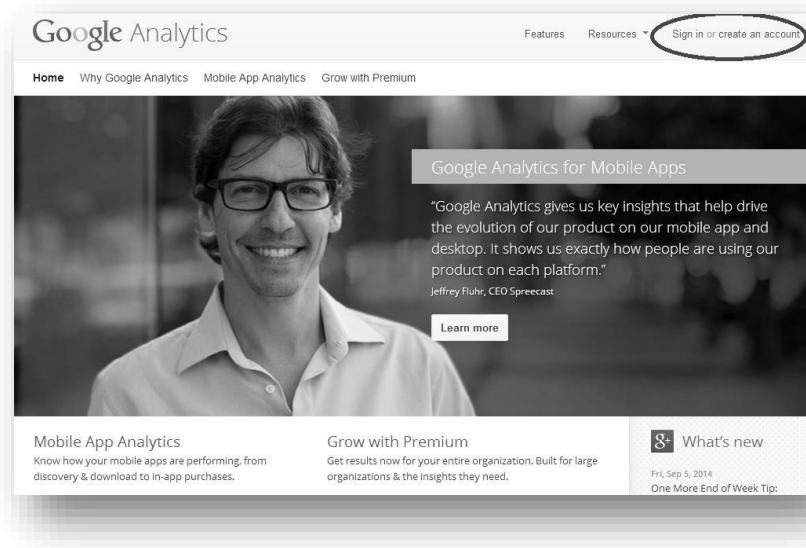 Google Analytics
Features Resources Sign in or create an account
Home Why Google Analytics Mobile App Analytics Grow with Premium
Google Analytics for Mobile Apps
“Google Analytics gives us key insights that help drive
the evolution of our product on our mobile app and
desktop. It shows us exactly how people are using our
product on each platform.”
Jeffrey Fluhr, CEO Spreecast
Learn more
Mobile App Analytics
Know how your mobile apps are performing, from
discovery & download to in-app purchases.
Grow with Premium
Get results now for your entire organization. Built for large
organizations & the insights they need.
g+ What's new
Fri, Sep 5, 2014
One More End of Week Tip: